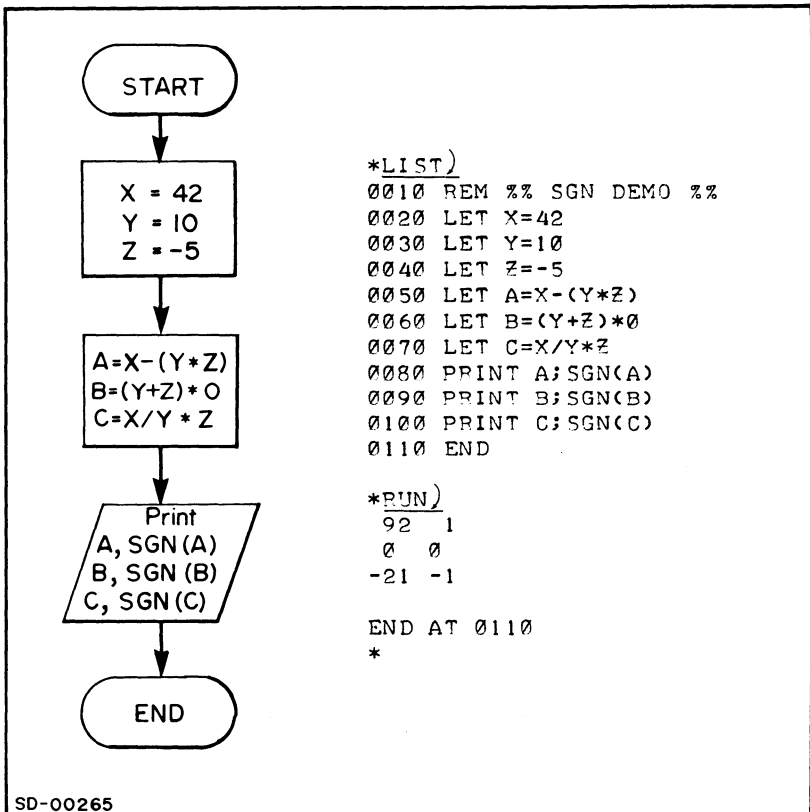 START
X = 42
Y = 10
Z = -5
A=X-(Y*Z)
B=(Y+Z)*0
C=X/Y * Z
Print
A, SGN(A)
B, SGN (B)
C, SGN(C)
END
*LIST)
0010 REM %% SGN DEMO %%
0020 LET X=42
0030 LET Y=10
0040 LET Z=-5
0050 LET A=X-(Y*Z)
0060 LET B=(Y+Z)*0
0070 LET C=X/Y*Z
0080 PRINT A;SGN(A)
0090 PRINT B;SGN(B)
0100 PRINT C;SGN(C)
0110 END
*RUN)
92 1
0 0
-21 -1
END AT 0110
*
SD-00265